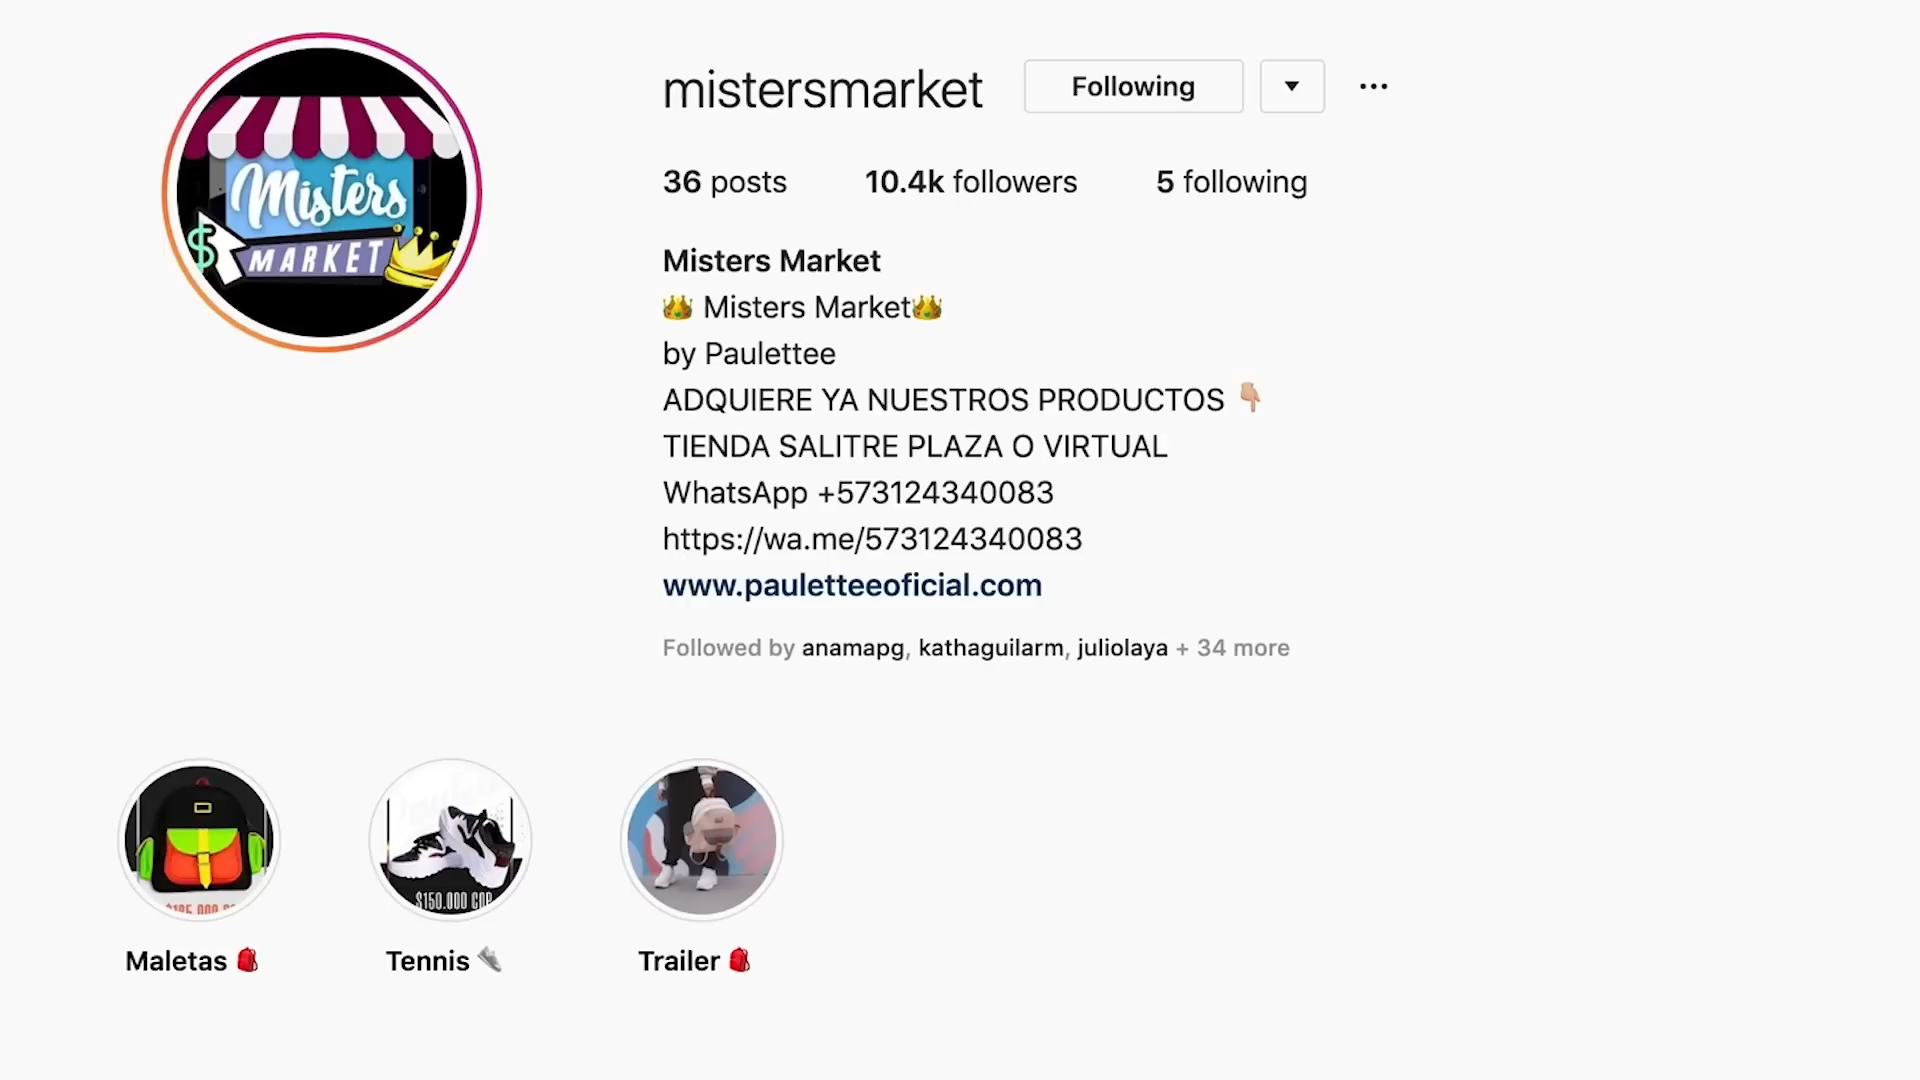 mistersmarket
Following
36 posts
10.4k followers
5 following
Misters Market
👑 Misters Market👑
by Paulettee
ADQUIERE YA NUESTROS PRODUCTOS 👇🏼
TIENDA SALITRE PLAZA O VIRTUAL
WhatsApp +573124340083
https://wa.me/573124340083
www.pauletteeoficial.com
Followed by anamapg, kathaguilarm, juliolaya + 34 more
Misters
$ MARKET
$150.000 COP
Maletas 🎒
Tennis 👟
Trailer 🎒